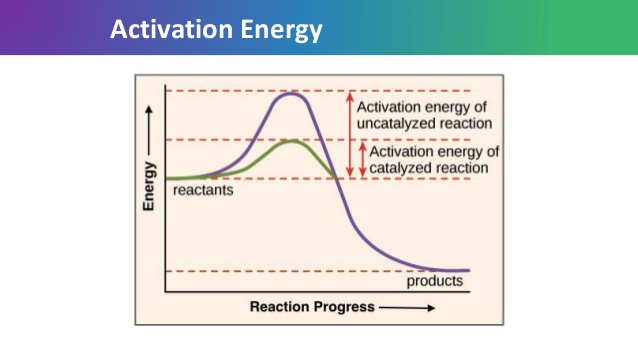 Activation Energy
Activation energy of
uncatalyzed reaction
Activation energy of
catalyzed reaction
reactants
Energy
products
Reaction Progress